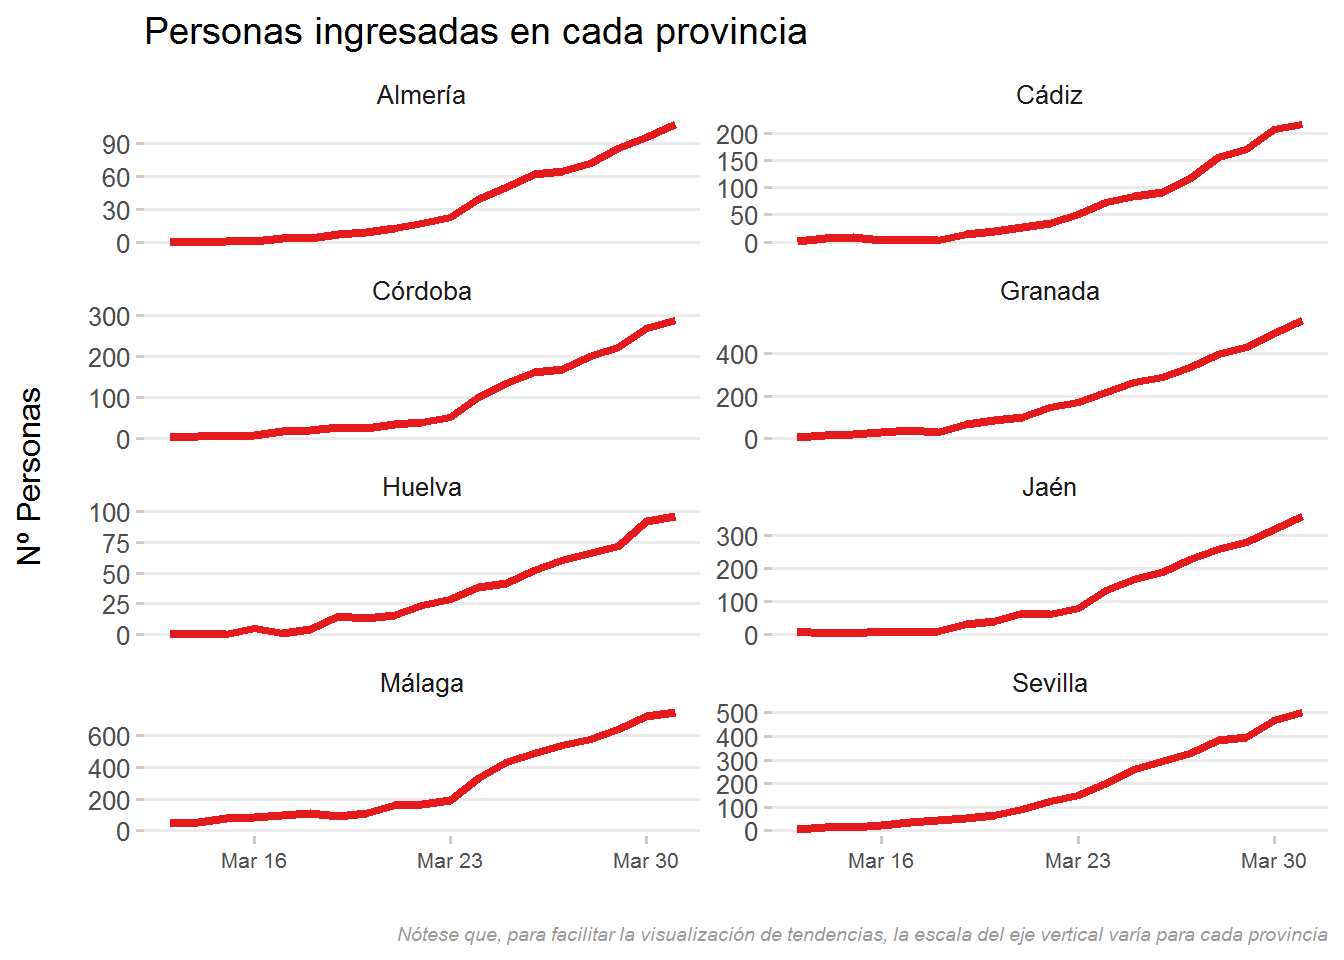 Personas ingresadas en cada provincia
Nº Personas
Almería
90
60
30
0
Cádiz
200
150
100
50
0
Córdoba
300
200
100
0
Granada
400
200
0
Huelva
100
75
50
25
0
Jaén
300
200
100
0
Málaga
600
400
200
0
Sevilla
500
400
300
200
100
0
Mar 16 Mar 23 Mar 30
Mar 16 Mar 23 Mar 30
Nótese que, para facilitar la visualización de tendencias, la escala del eje vertical varía para cada provincia